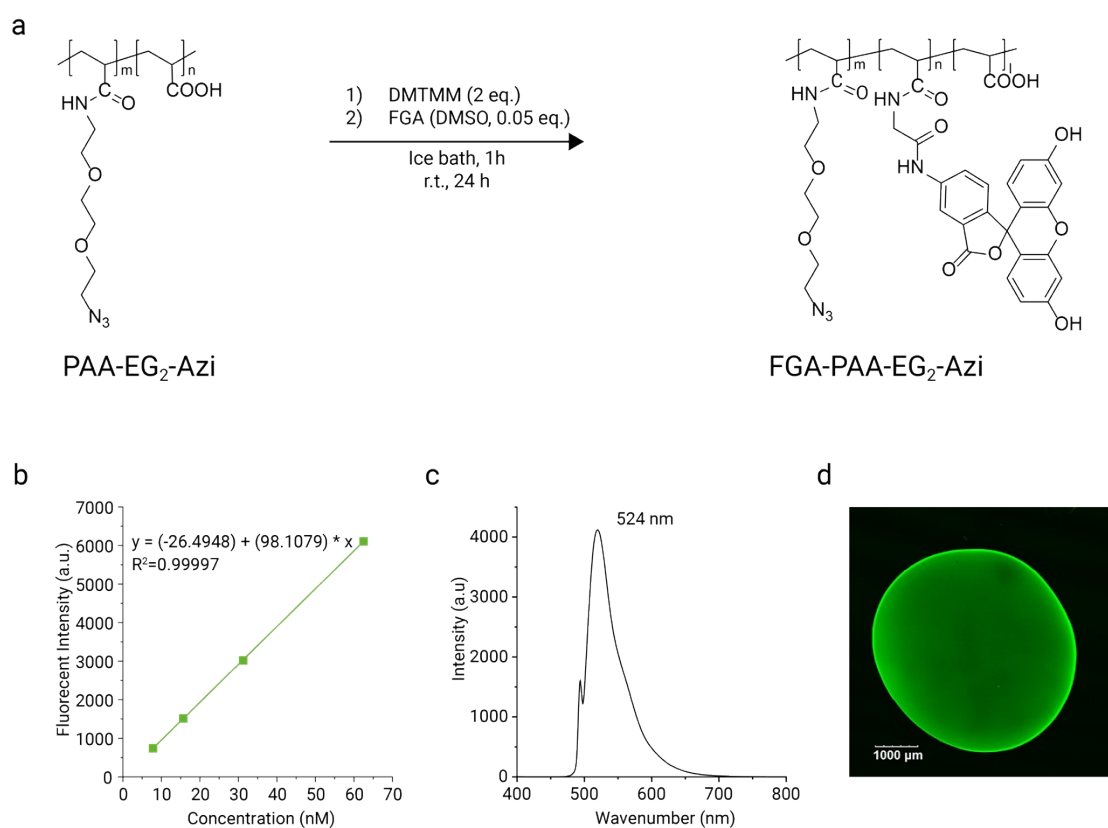 a
m
n
HN
C
O
COOH
O
O
N3
PAA-EG2-Azi
1) DMTMM (2 eq.)
2) FGA (DMSO, 0.05 eq.)
Ice bath, 1h
r.t., 24 h
m
n
l
HN
C
O
HN
C
O
COOH
O
HN
O
O
N3
O
O
O
OH
OH
FGA-PAA-EG2-Azi
b
Fluorecent Intensity (a.u.)
7000
6000
5000
4000
3000
2000
1000
0
y = (-26.4948) + (98.1079) * x
R2=0.99997
0 10 20 30 40 50 60 70
Concentration (nM)
c
Intensity (a.u)
4000
3000
2000
1000
0
524 nm
400 500 600 700 800
Wavenumber (nm)
d
1000 µm